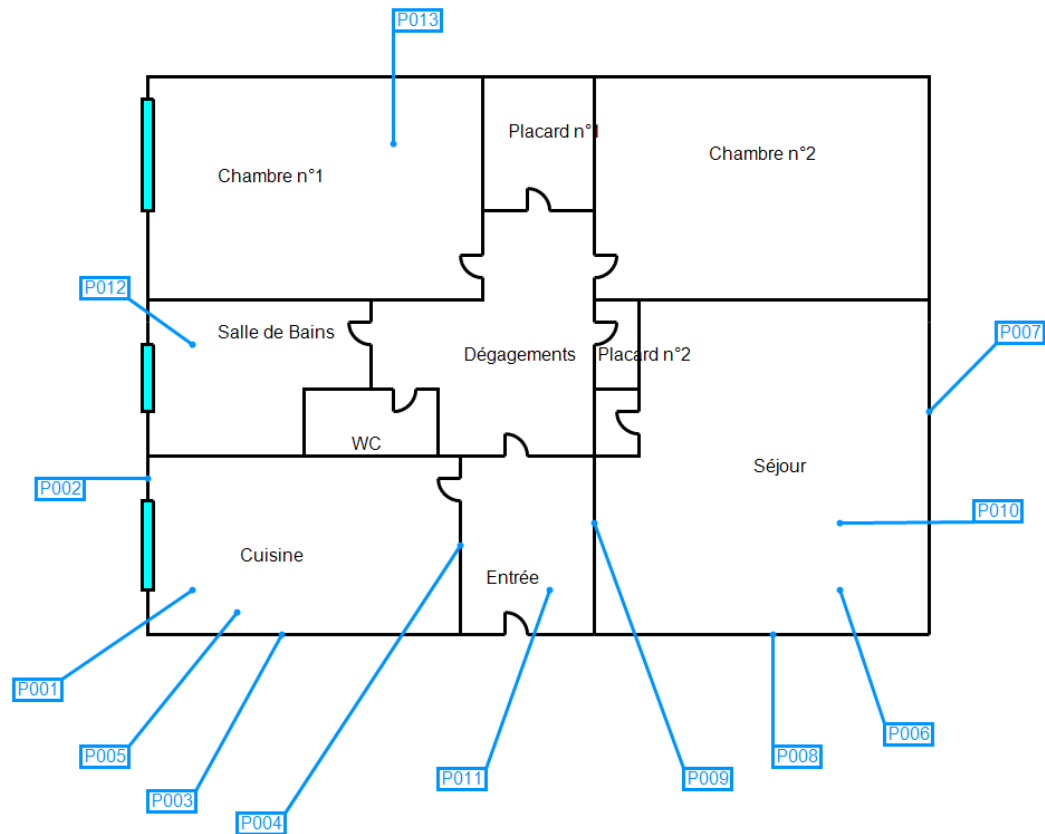 P013
Placard n°1
Chambre n°2
Chambre n°1
P012
Salle de Bains
P007
Dégagements
Placard n°2
WC
Séjour
P002
P010
Cuisine
Entrée
P001
P006
P005
P008
P011
P009
P003
P004